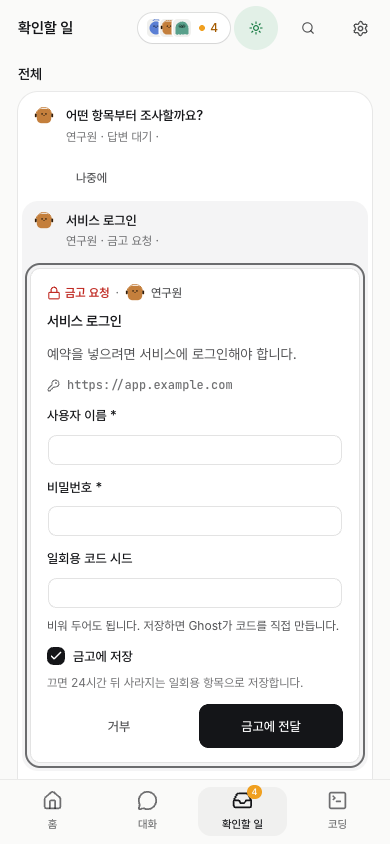 확인할 일
4
전체
어떤 항목부터 조사할까요?
연구원 · 답변 대기 ·
나중에
서비스 로그인
연구원 · 금고 요청 ·
금고 요청 · 연구원
서비스 로그인
예약을 넣으려면 서비스에 로그인해야 합니다.
https://app.example.com
사용자 이름 *
비밀번호 *
일회용 코드 시드
비워 두어도 됩니다. 저장하면 Ghost가 코드를 직접 만듭니다.
금고에 저장
끄면 24시간 뒤 사라지는 일회용 항목으로 저장합니다.
거부
금고에 전달
4
홈
대화
확인할 일
코딩